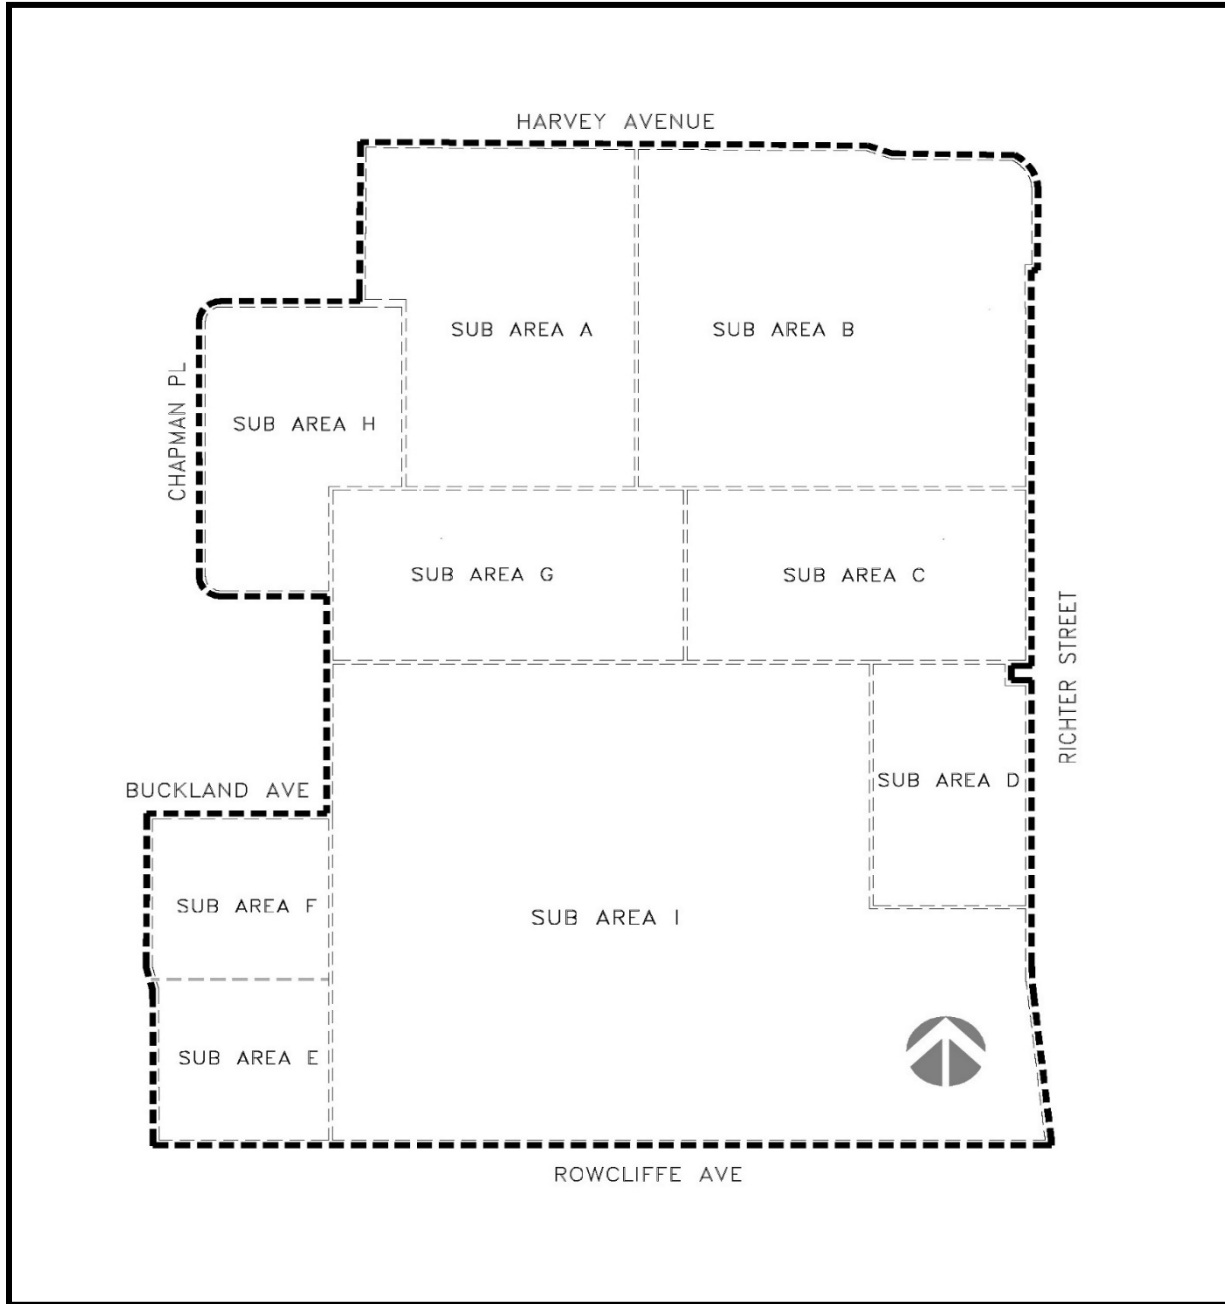 HARVEY AVENUE
SUB AREA A
SUB AREA B
CHAPMAN PL
SUB AREA H
SUB AREA G
SUB AREA C
RICHTER STREET
BUCKLAND AVE
SUB AREA D
SUB AREA F
SUB AREA I
SUB AREA E
ROWCLIFFE AVE